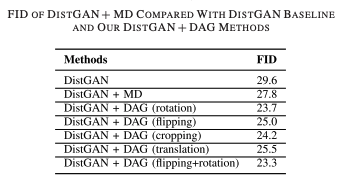 FID OF DISTGAN + MD COMPARED WITH DISTGAN BASELINE
AND OUR DISTGAN + DAG METHODS
Methods FID
DistGAN 29.6
DistGAN + MD 27.8
DistGAN + DAG (rotation) 23.7
DistGAN + DAG (flipping) 25.0
DistGAN + DAG (cropping) 24.2
DistGAN + DAG (translation) 25.5
DistGAN + DAG (flipping+rotation) 23.3